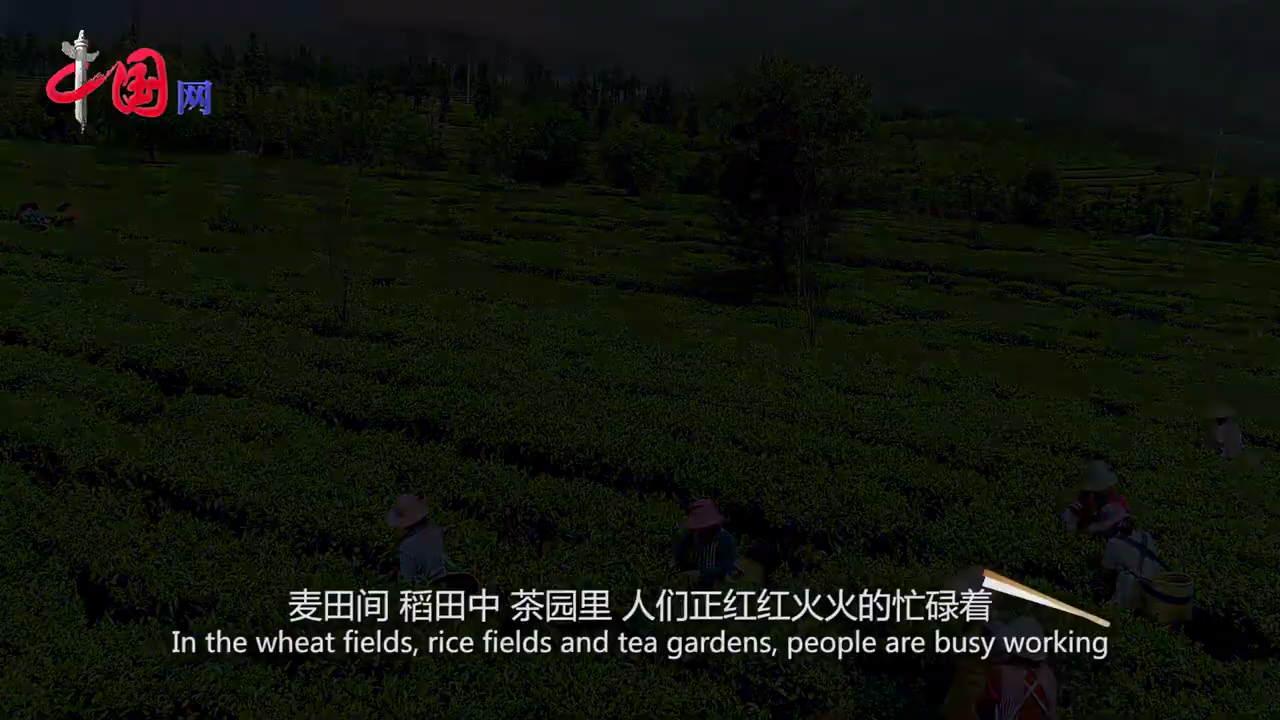 中国网
麦田间 稻田中 茶园里 人们正红红火火的忙碌着
In the wheat fields, rice fields and tea gardens, people are busy working